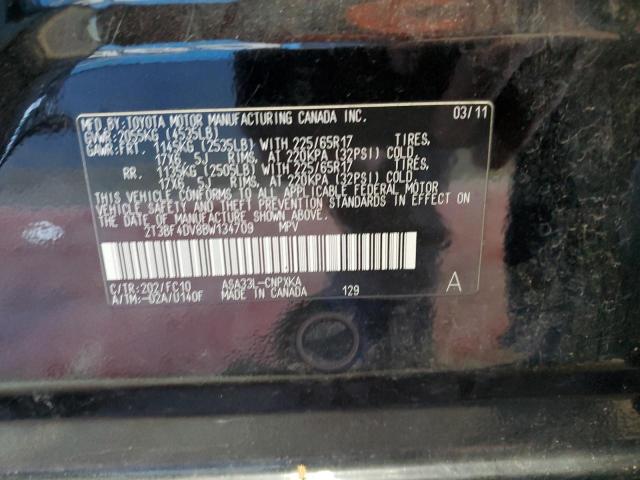 MFD.BY:TOYOTA MOTOR MANUFACTURING CANADA INC. 03/11
GVWR: 2055KG (4535LB)
GAWR:FRT. 1145KG (2535LB) WITH 225/65R17 TIRES,
17X6.5J RIMS, AT 220KPA (32PSI) COLD.
RR. 1135KG (2505LB) WITH 225/65R17 TIRES,
17X6.5J RIMS, AT 220KPA (32PSI) COLD.
THIS VEHICLE CONFORMS TO ALL APPLICABLE FEDERAL MOTOR
VEHICLE SAFETY AND THEFT PREVENTION STANDARDS IN EFFECT ON
THE DATE OF MANUFACTURE SHOWN ABOVE.
2T3BF4DV8BW134709 MPV
C/TR:202/FC10 ASA33L-CNPXKA
A/TM:-02A/U140F MADE IN CANADA 129 A